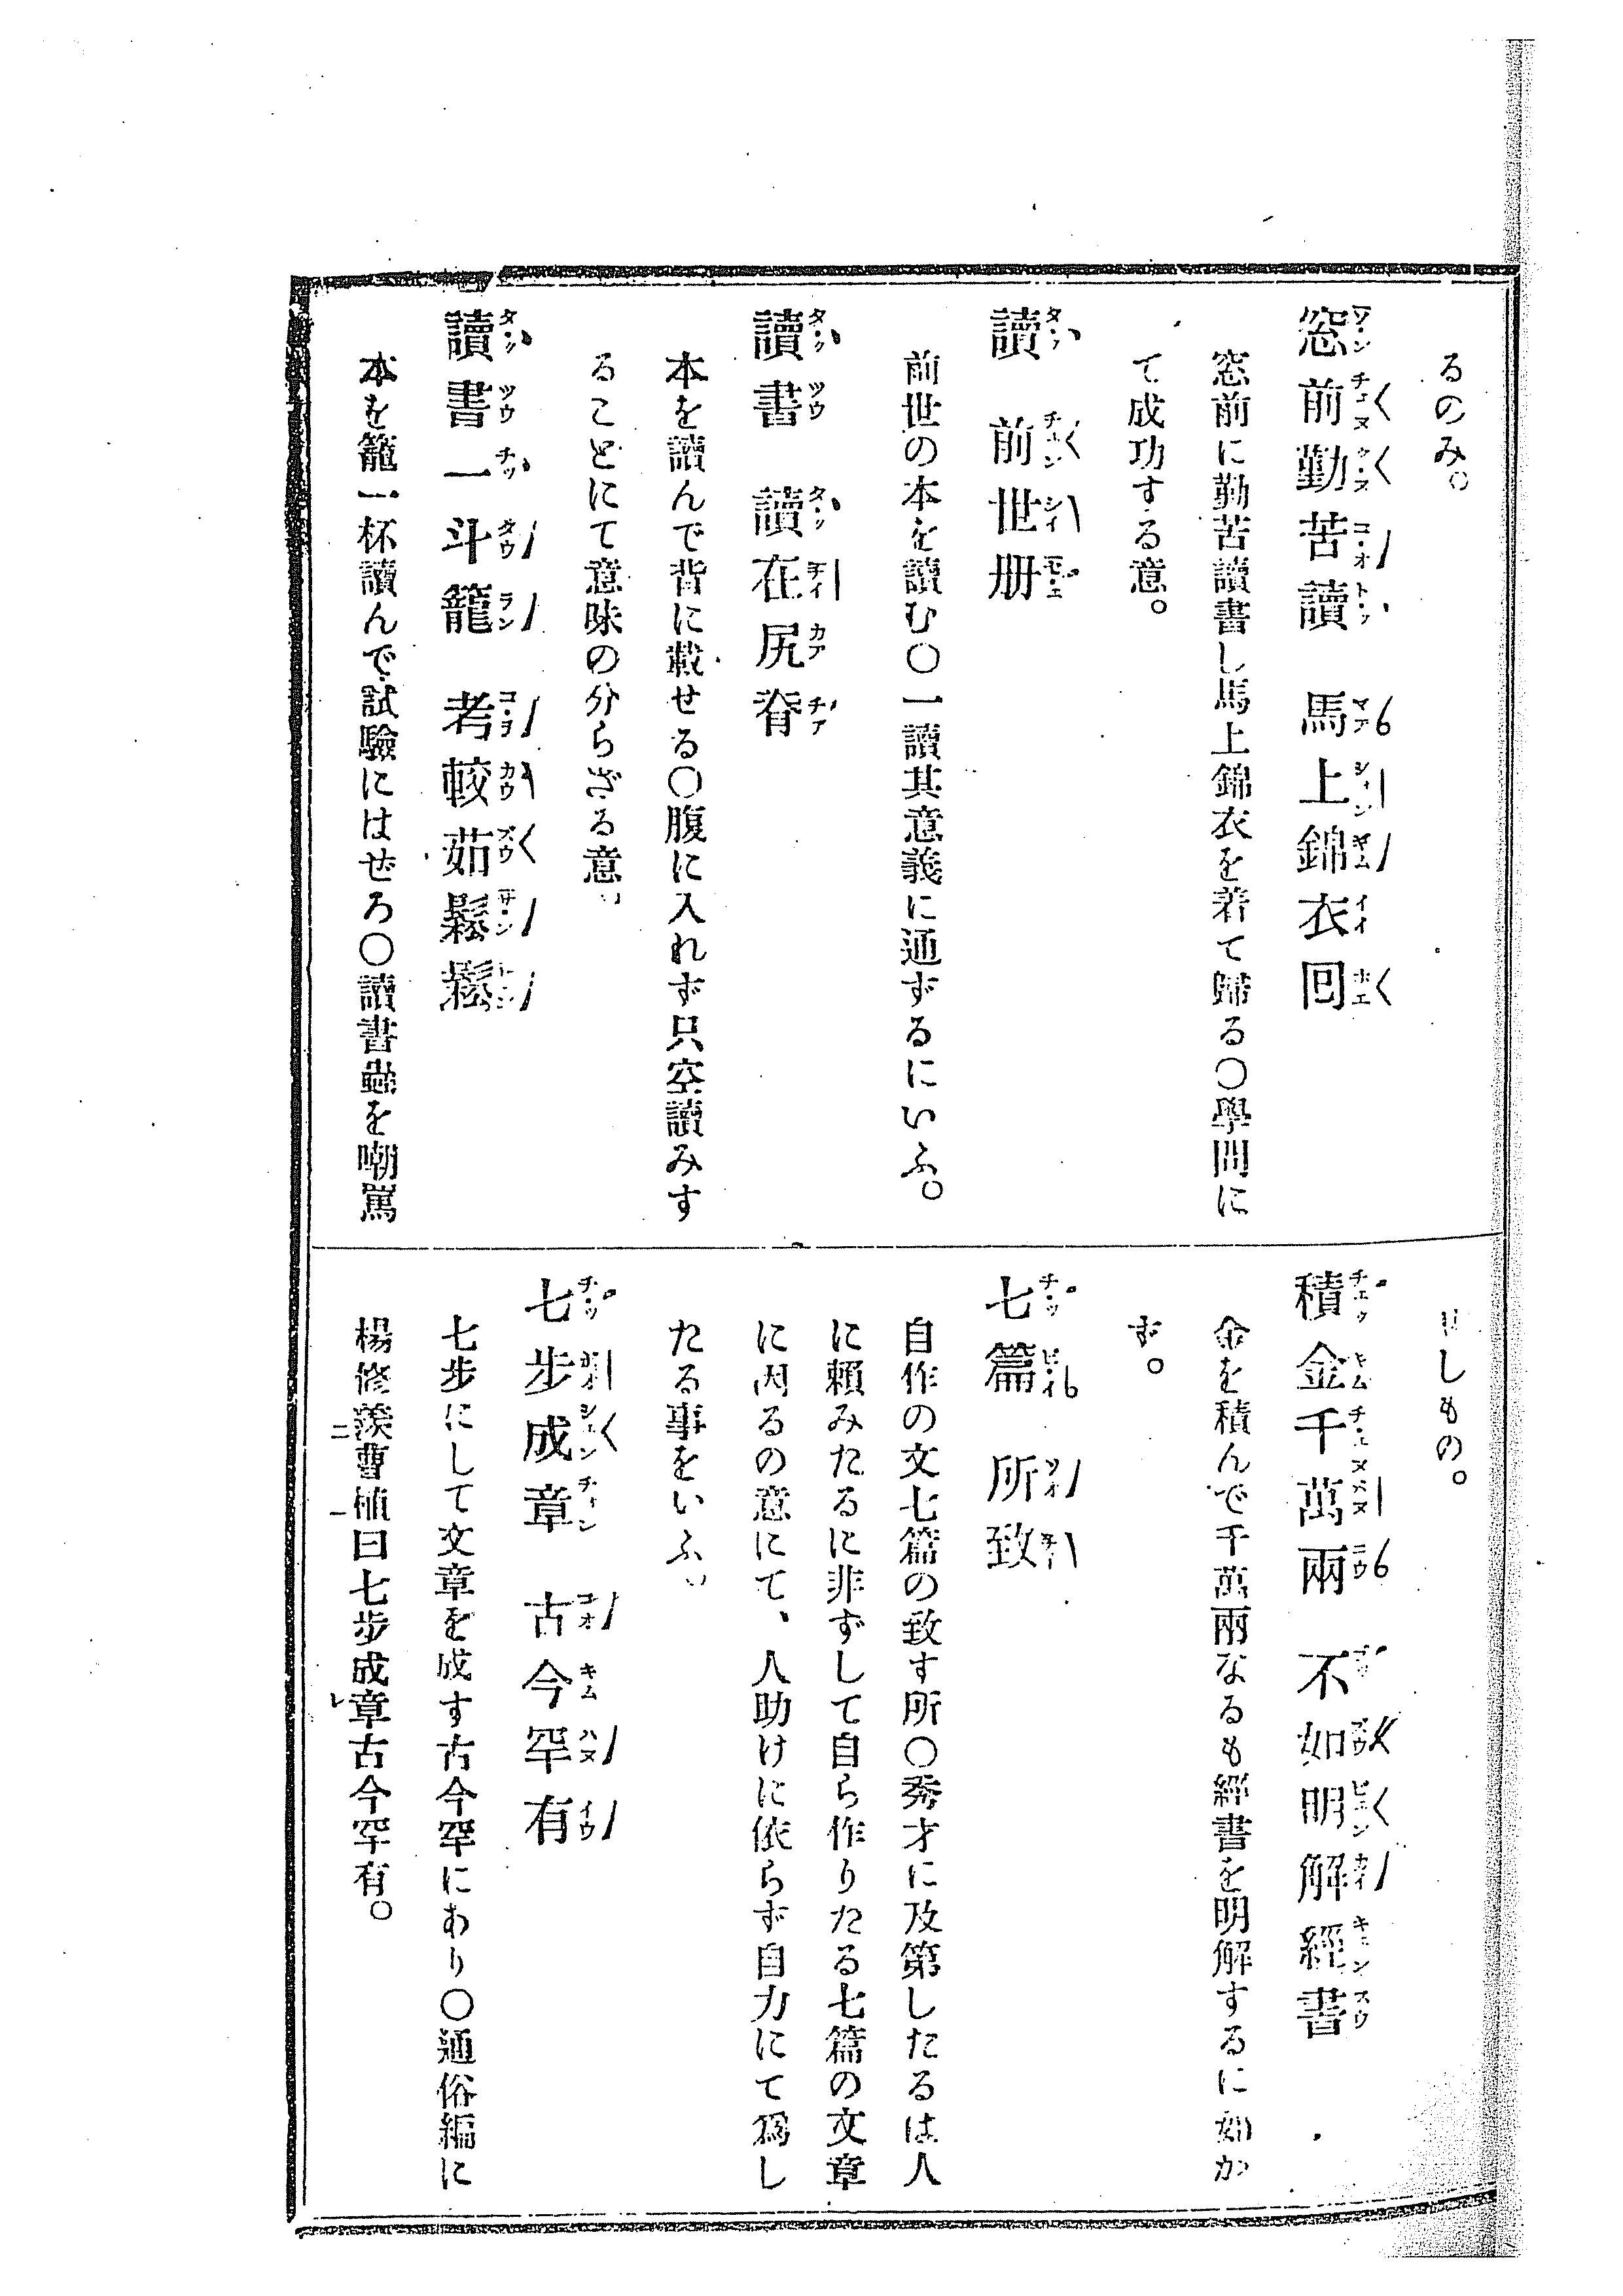 るのみ。
窓前勤苦讀　馬上錦衣回
窓前に勤苦讀書し馬上錦衣を着て歸る〇學問に
て成功する意。
讀　前世册
前世の本を讀む〇一讀其意義に通ずるにいふ。
讀書　讀在尻脊
本を讀んで背に載せる〇腹に入れず只空讀みす
ることにて意味の分らざる意。
讀書一斗籠　考較茹鬆鬆
本を籠一杯讀んで試驗にはせろ〇讀書蟲を嘲罵
せしもの。
積金千萬兩　不如明解經書
金を積んで千萬兩なるも經書を明解するに如か
ず。
七篇　所致
自作の文七篇の致す所〇秀才に及第したるは人
に賴みたるに非ずして自ら作りたる七篇の文章
に因るの意にて、人助けに依らず自力にて爲し
たる事をいふ。
七步成章　古今罕有
七步にして文章を成す古今罕にあり〇通俗編に
楊修羨曹植曰七步成章古今罕有。